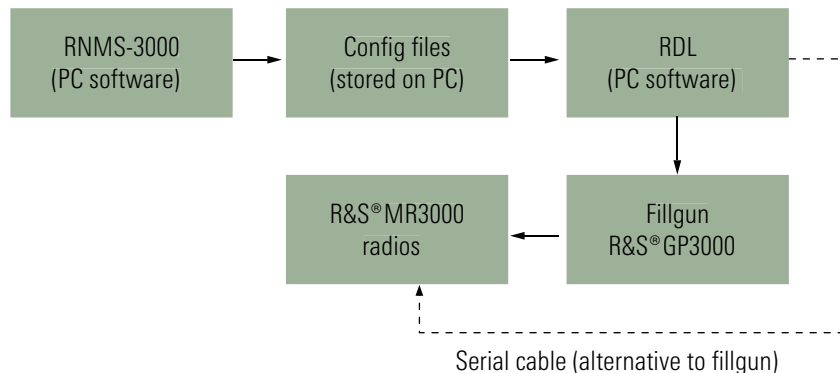 RNMS-3000
(PC software)
Config files
(stored on PC)
RDL
(PC software)
R&S®MR3000
radios
Fillgun
R&S®GP3000
Serial cable (alternative to fillgun)